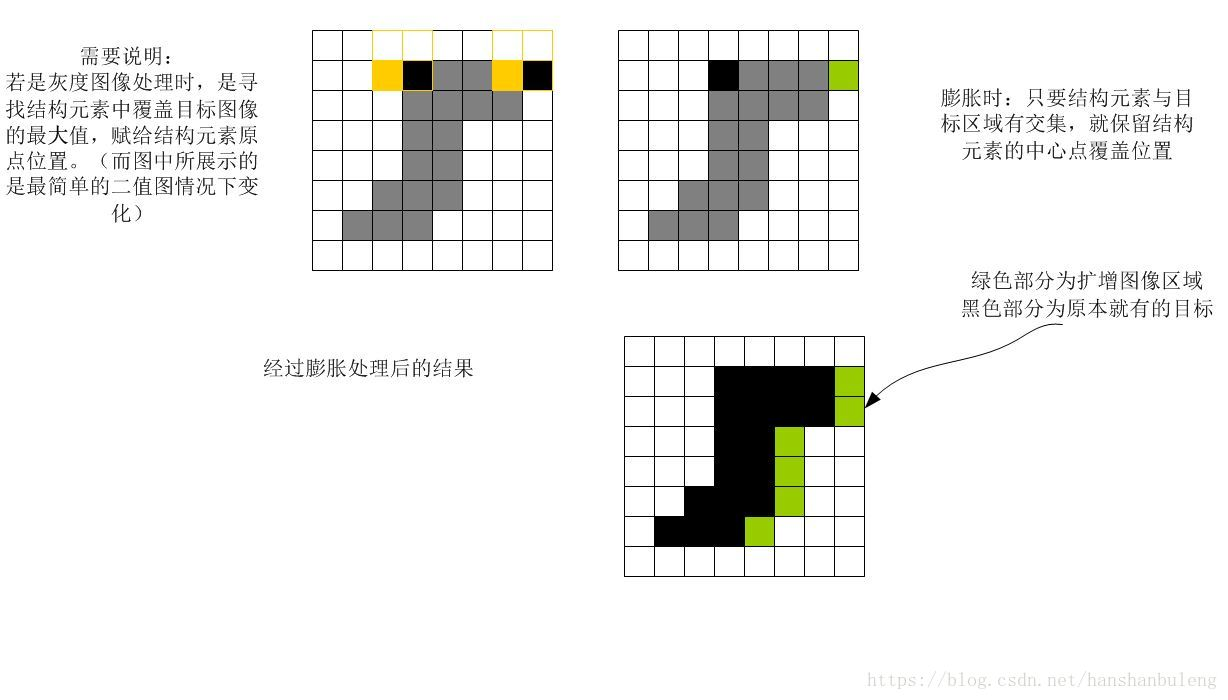 需要说明：
若是灰度图像处理时，是寻
找结构元素中覆盖目标图像
的最大值，赋给结构元素原
点位置。（而图中所展示的
是最简单的二值图情况下变
化）
膨胀时：只要结构元素与目
标区域有交集，就保留结构
元素的中心点覆盖位置
绿色部分为扩增图像区域
黑色部分为原本就有的目标
经过膨胀处理后的结果
https://blog.csdn.net/hanshanbuleng